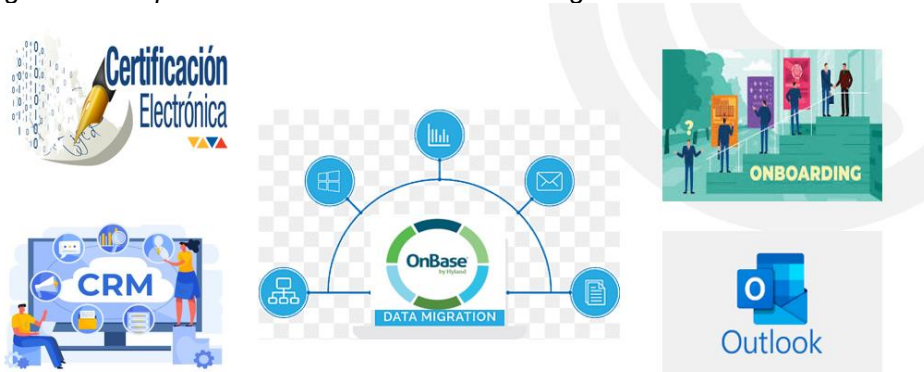 Certificación
Electrónica
CRM
OnBase
by Hyland
DATA MIGRATION
?
ONBOARDING
O
Outlook